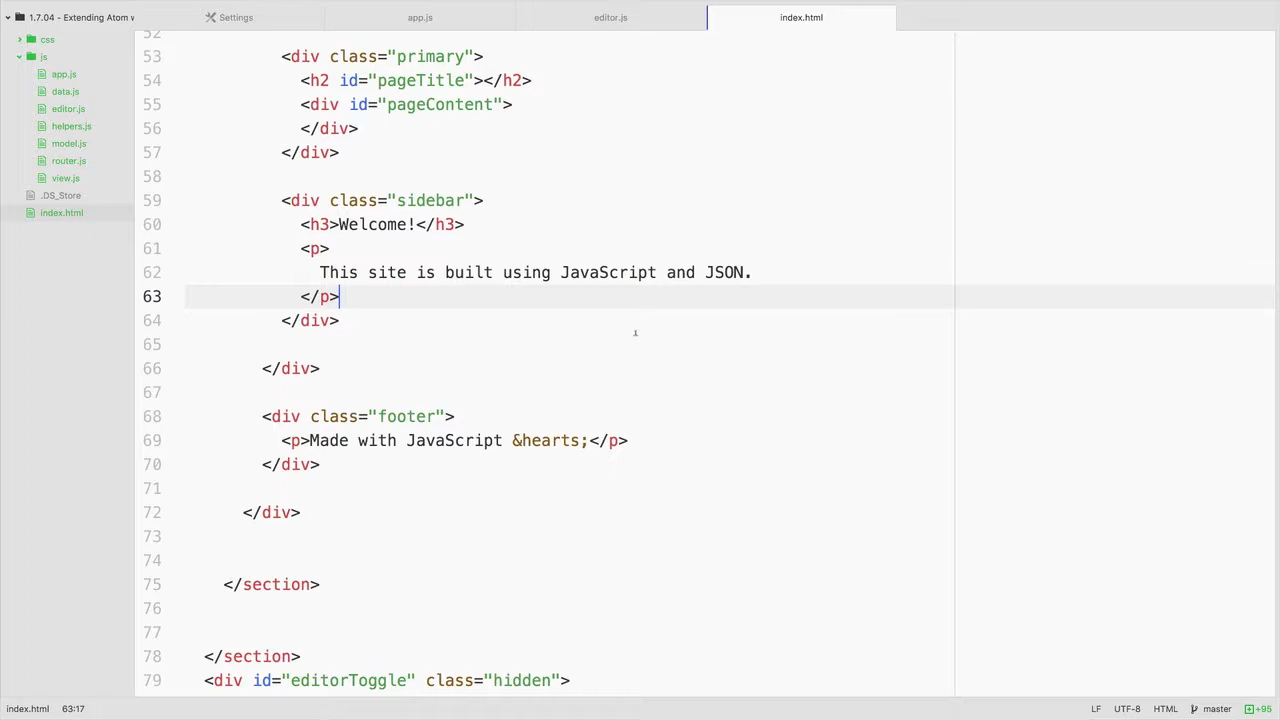 1.7.04 - Extending Atom w
Settings
app.js
editor.js
index.html
css
js
app.js
data.js
editor.js
helpers.js
model.js
router.js
view.js
.DS_Store
index.html
52
53 <div class="primary">
54 <h2 id="pageTitle"></h2>
55 <div id="pageContent">
56 </div>
57 </div>
58
59 <div class="sidebar">
60 <h3>Welcome!</h3>
61 <p>
62 This site is built using JavaScript and JSON.
63 </p>
64 </div>
65
66 </div>
67
68 <div class="footer">
69 <p>Made with JavaScript &hearts;</p>
70 </div>
71
72 </div>
73
74
75 </section>
76
77
78 </section>
79 <div id="editorToggle" class="hidden">
index.html 63:17 LF UTF-8 HTML master +95